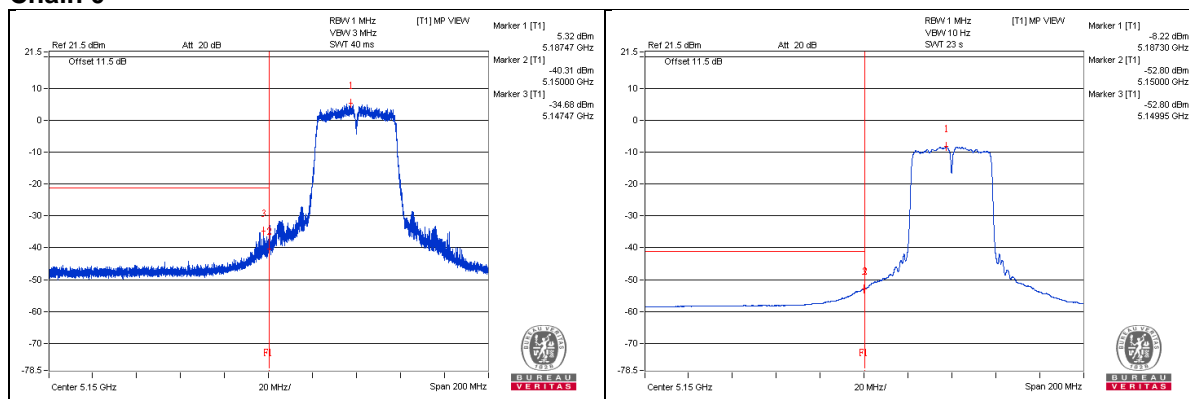 RBW 1 MHz
VBW 3 MHz
SWT 40 ms
[T1] MP VIEW
Ref 21.5 dBm
Att 20 dB
Offset 11.5 dB
Marker 1 [T1]
5.32 dBm
5.18747 GHz
Marker 2 [T1]
-40.31 dBm
5.15000 GHz
Marker 3 [T1]
-34.68 dBm
5.14747 GHz
21.5
10
0
-10
-20
-30
-40
-50
-60
-70
-78.5
1
3
2
F1
Center 5.15 GHz
20 MHz/
Span 200 MHz
BUREAU
VERITAS
RBW 1 MHz
VBW 10 Hz
SWT 23 s
[T1] MP VIEW
Ref 21.5 dBm
Att 20 dB
Offset 11.5 dB
Marker 1 [T1]
-8.22 dBm
5.18730 GHz
Marker 2 [T1]
-52.80 dBm
5.15000 GHz
Marker 3 [T1]
-52.80 dBm
5.14995 GHz
21.5
10
0
-10
-20
-30
-40
-50
-60
-70
-78.5
1
2
F1
Center 5.15 GHz
20 MHz/
Span 200 MHz
BUREAU
VERITAS